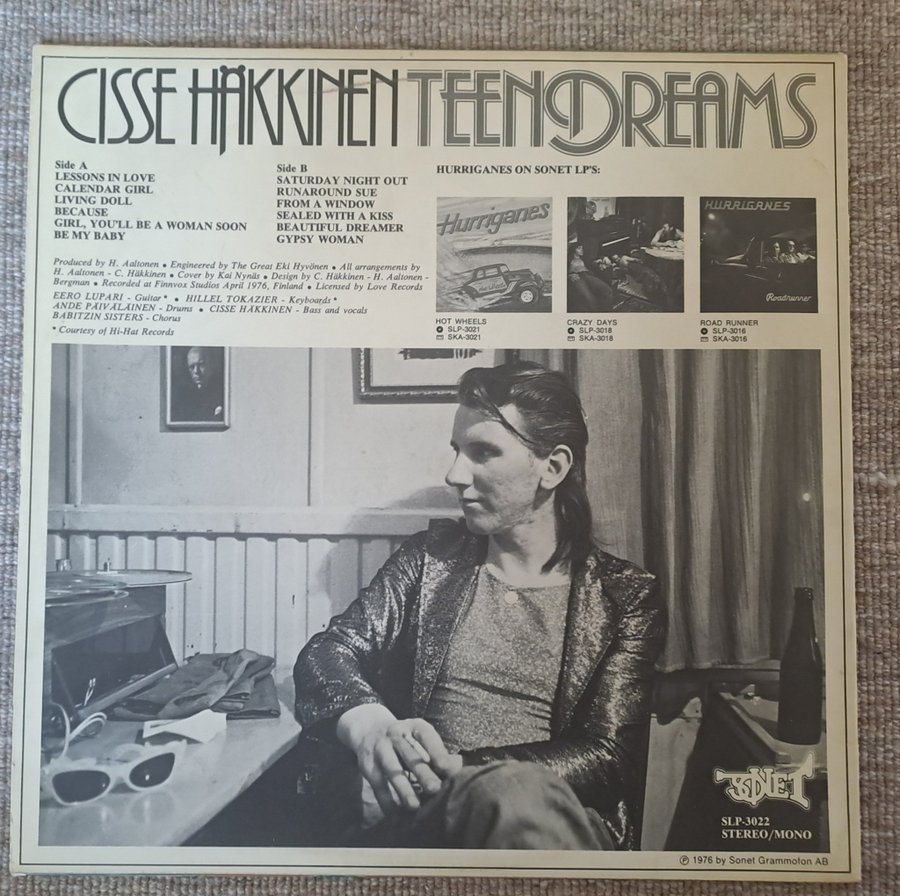 CISSE HÄKKINEN TEEN DREAMS
Side A
LESSONS IN LOVE
CALENDAR GIRL
LIVING DOLL
BECAUSE
GIRL, YOU'LL BE A WOMAN SOON
BE MY BABY
Side B
SATURDAY NIGHT OUT
RUNAROUND SUE
FROM A WINDOW
SEALED WITH A KISS
BEAUTIFUL DREAMER
GYPSY WOMAN
HURRIGANES ON SONET LP'S:
Hurriganes
HURRIGANES
Roadrunner
HOT WHEELS
SLP-3021
SKA-3021
CRAZY DAYS
SLP-3018
SKA-3018
ROAD RUNNER
SLP-3016
SKA-3016
Produced by H. Aaltonen • Engineered by The Great Eki Hyvönen • All arrangements by
H. Aaltonen - C. Häkkinen • Cover by Kai Nynäs • Design by C. Häkkinen - H. Aaltonen -
Bergman • Recorded at Finnvox Studios April 1976, Finland • Licensed by Love Records
EERO LUPARI - Guitar* • HILLEL TOKAZIER - Keyboards*
ANDE PÄIVÄLÄINEN - Drums • CISSE HÄKKINEN - Bass and vocals
BABITZIN SISTERS - Chorus
* Courtesy of Hi-Hat Records
SONET
SLP-3022
STEREO/MONO
℗ 1976 by Sonet Grammofon AB